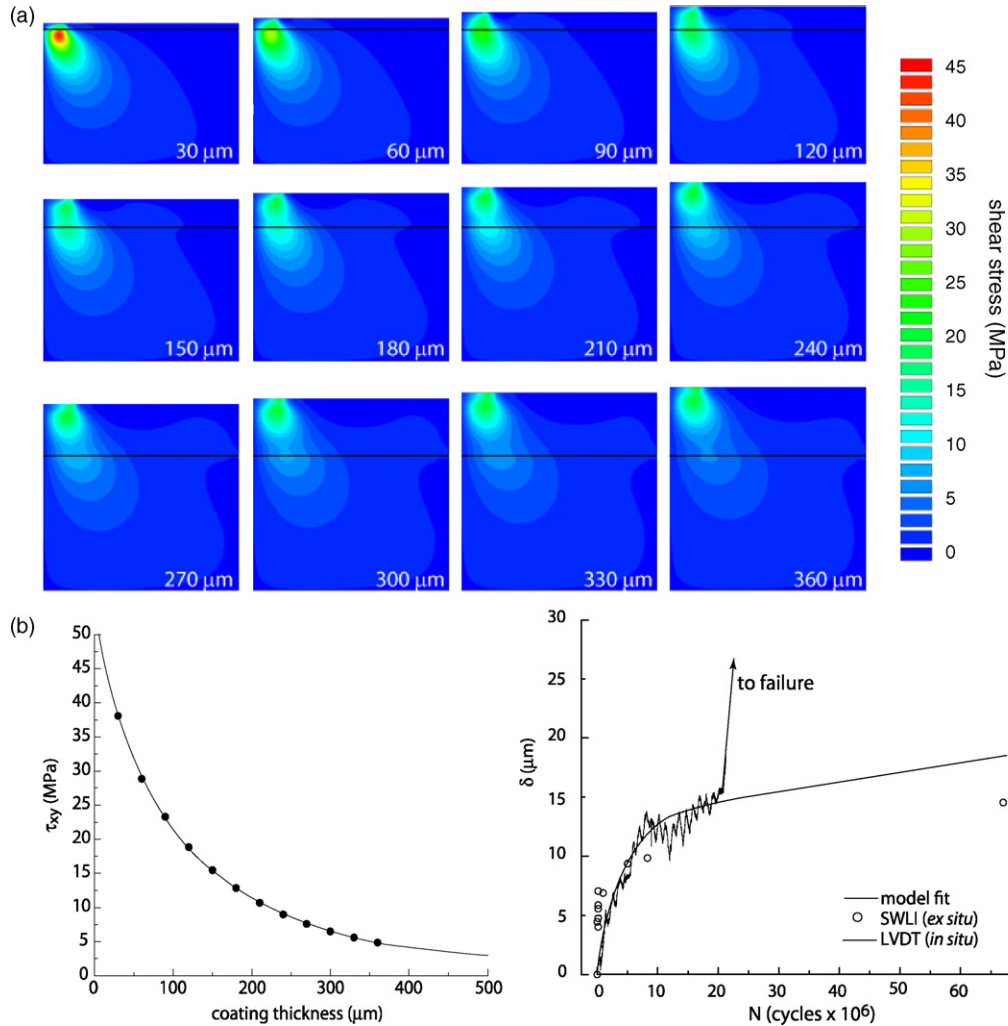 (a)
30 μm
60 μm
90 μm
120 μm
150 μm
180 μm
210 μm
240 μm
270 μm
300 μm
330 μm
360 μm
45
40
35
30
25
20
15
10
5
0
shear stress (MPa)
(b)
50
45
40
35
30
25
20
15
10
5
0
τxy (MPa)
0
100
200
300
400
500
coating thickness (μm)
30
25
20
15
10
5
0
δ (μm)
to failure
model fit
SWLI (ex situ)
LVDT (in situ)
0
10
20
30
40
50
60
N (cycles x 10⁶)